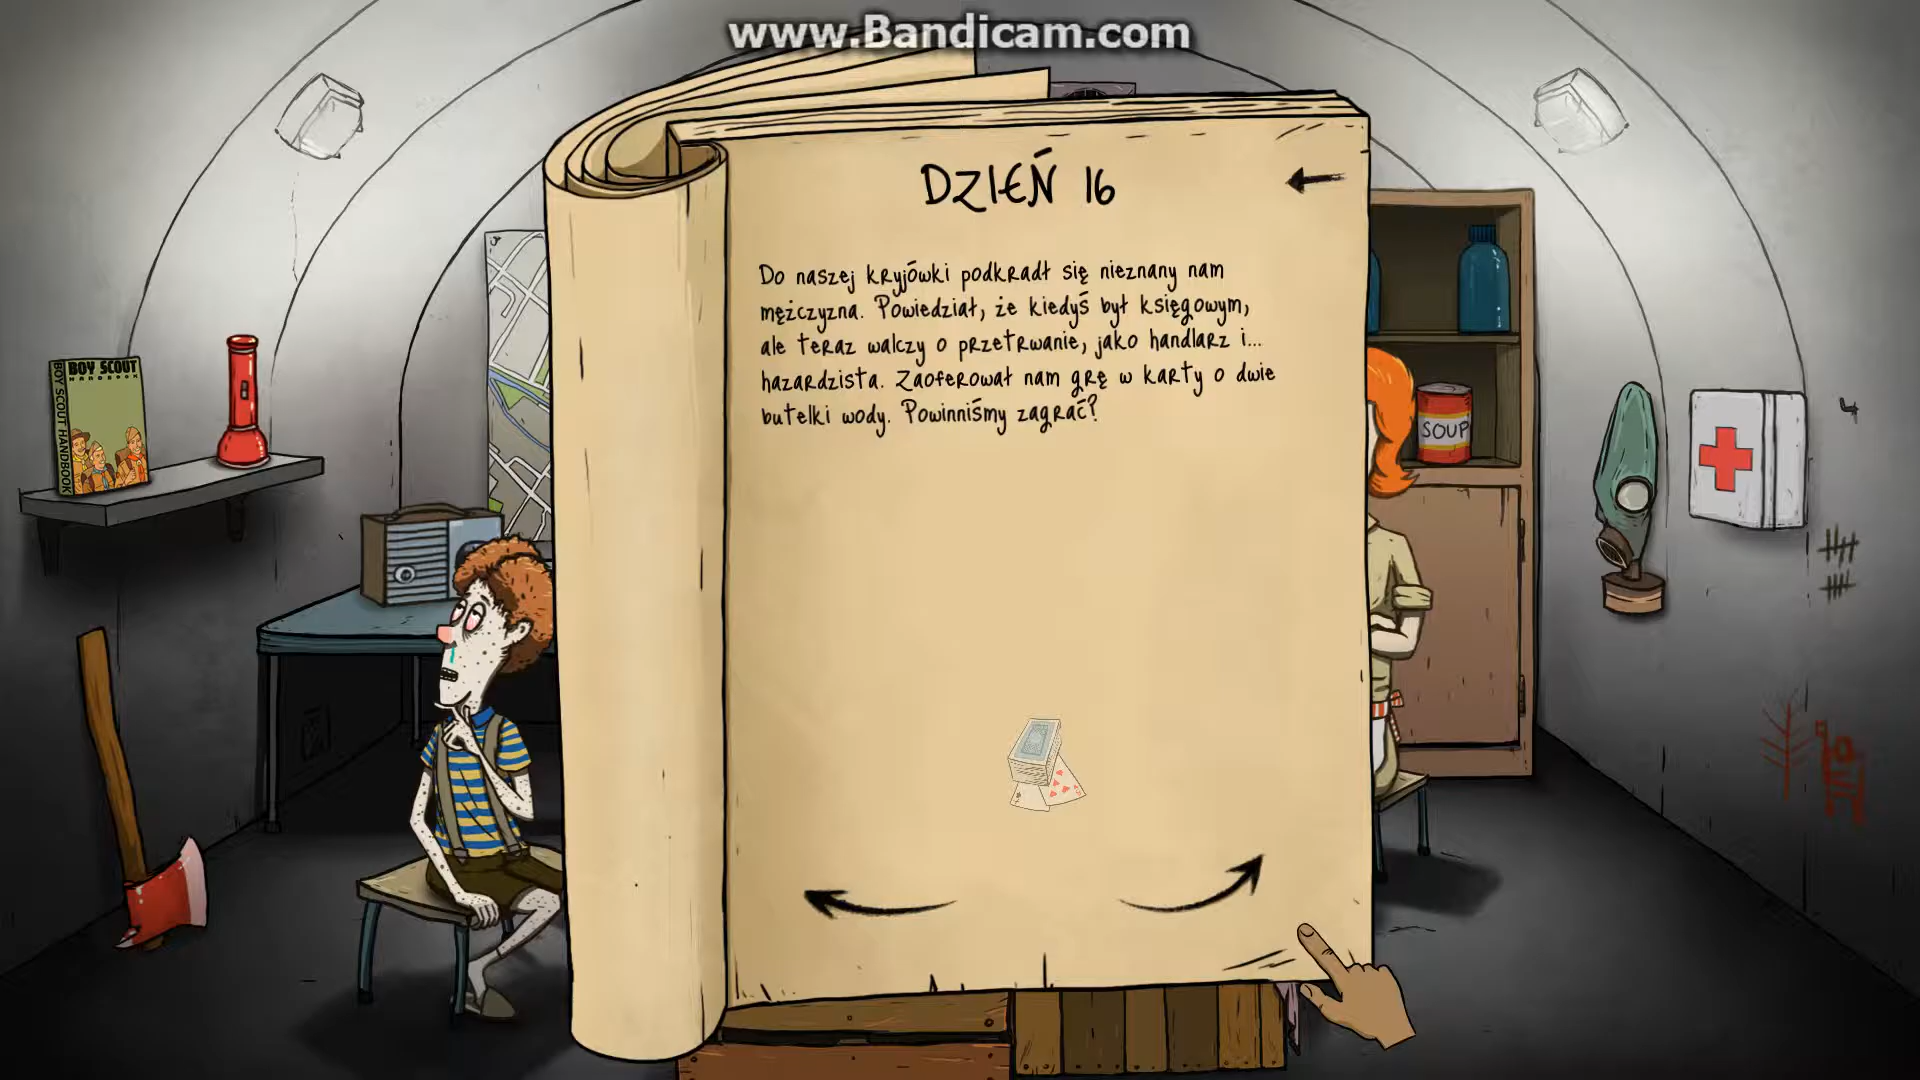 www.Bandicam.com
DZIEŃ 16
Do naszej kryjówki podkradł się nieznany nam
mężczyzna. Powiedział, że kiedyś był księgowym,
ale teraz walczy o przetrwanie, jako handlarz i...
hazardzista. Zaoferował nam grę w karty o dwie
butelki wody. Powinniśmy zagrać?
BOY SCOUT
HANDBOOK
BOY SCOUT HANDBOOK
SOUP